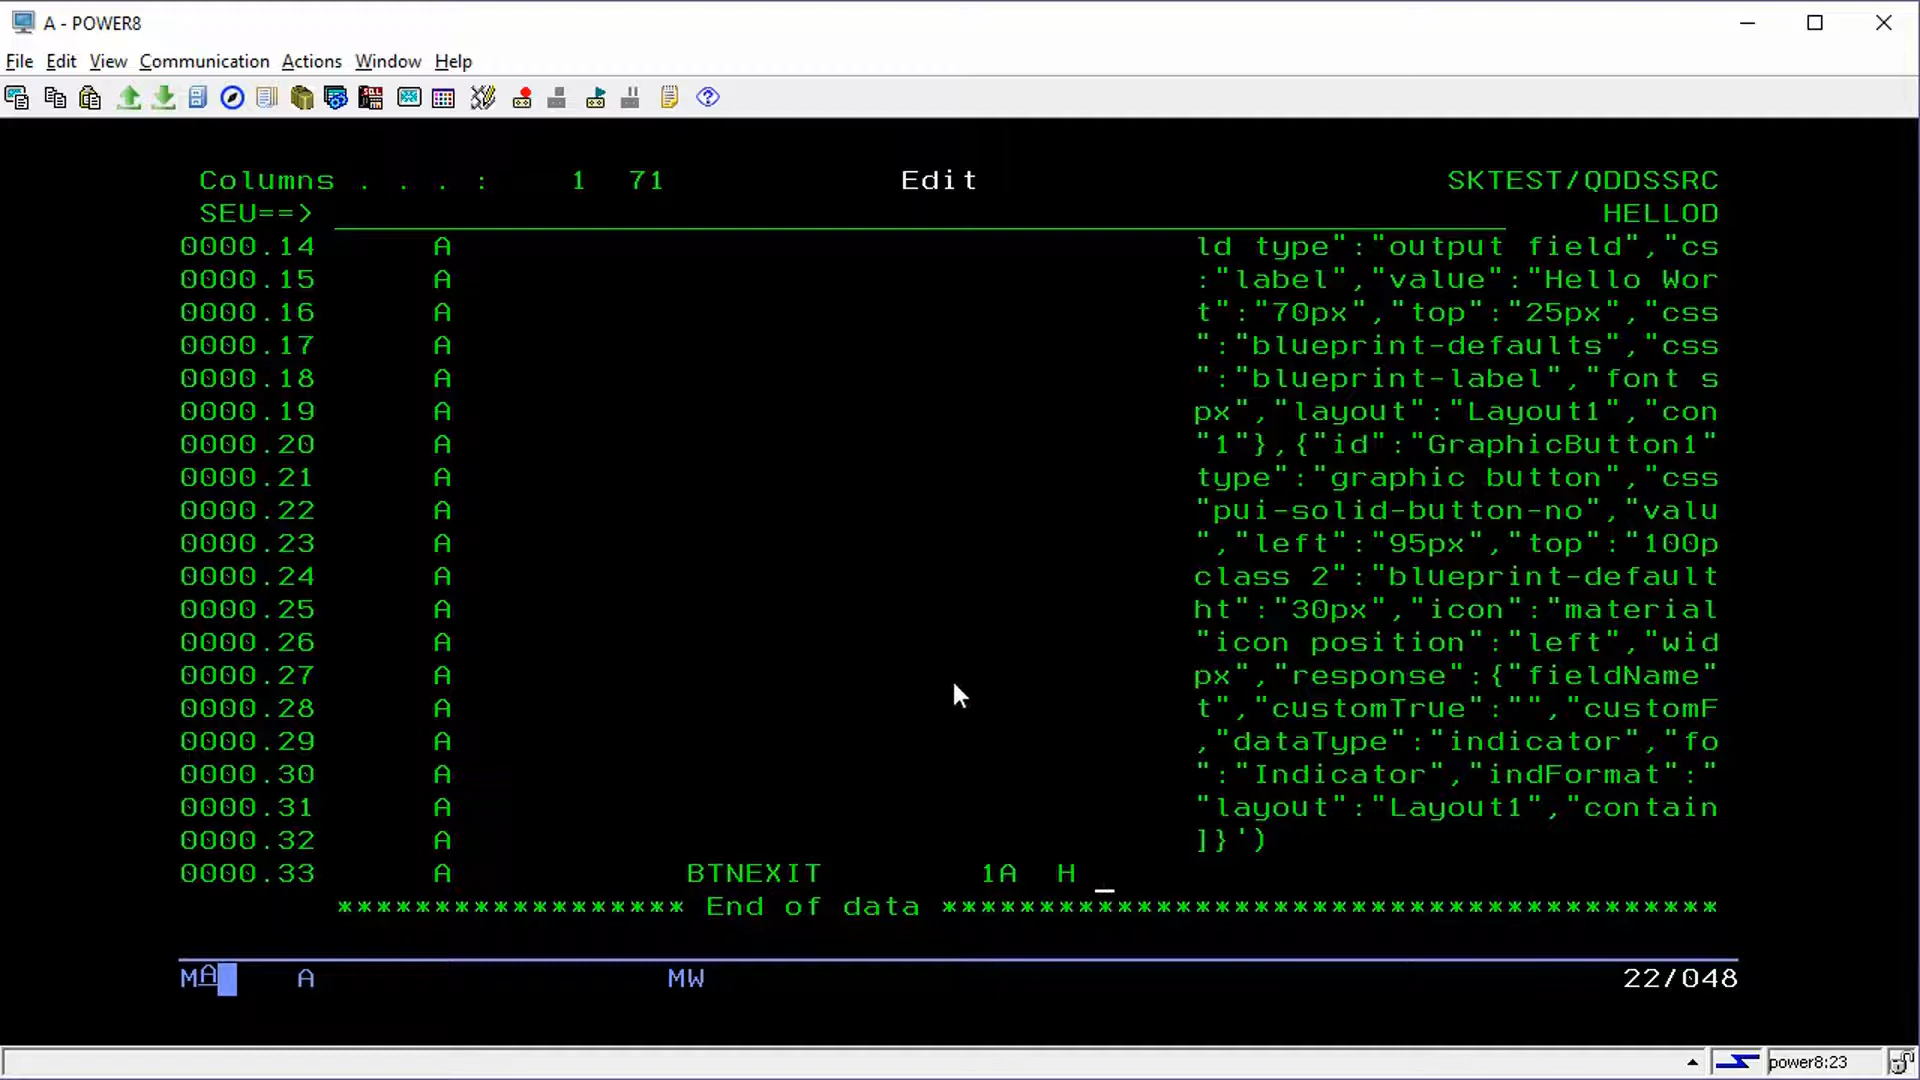 A - POWER8
File Edit View Communication Actions Window Help
Columns . . . : 1 71 Edit SKTEST/QDDSSRC
SEU==> HELLOD
0000.14 A ld type":"output field","cs
0000.15 A :"label","value":"Hello Wor
0000.16 A t":"70px","top":"25px","css
0000.17 A ":"blueprint-defaults","css
0000.18 A ":"blueprint-label","font s
0000.19 A px","layout":"Layout1","con
0000.20 A "1"},{"id":"GraphicButton1"
0000.21 A type":"graphic button","css
0000.22 A "pui-solid-button-no","valu
0000.23 A ","left":"95px","top":"100p
0000.24 A class 2":"blueprint-default
0000.25 A ht":"30px","icon":"material
0000.26 A "icon position":"left","wid
0000.27 A px","response":{"fieldName"
0000.28 A t","customTrue":"","customF
0000.29 A ,"dataType":"indicator","fo
0000.30 A ":"Indicator","indFormat":"
0000.31 A "layout":"Layout1","contain
0000.32 A ]}')
0000.33 A BTNEXIT 1A H _
****************** End of data ****************************************
MA A MW 22/048
power8:23